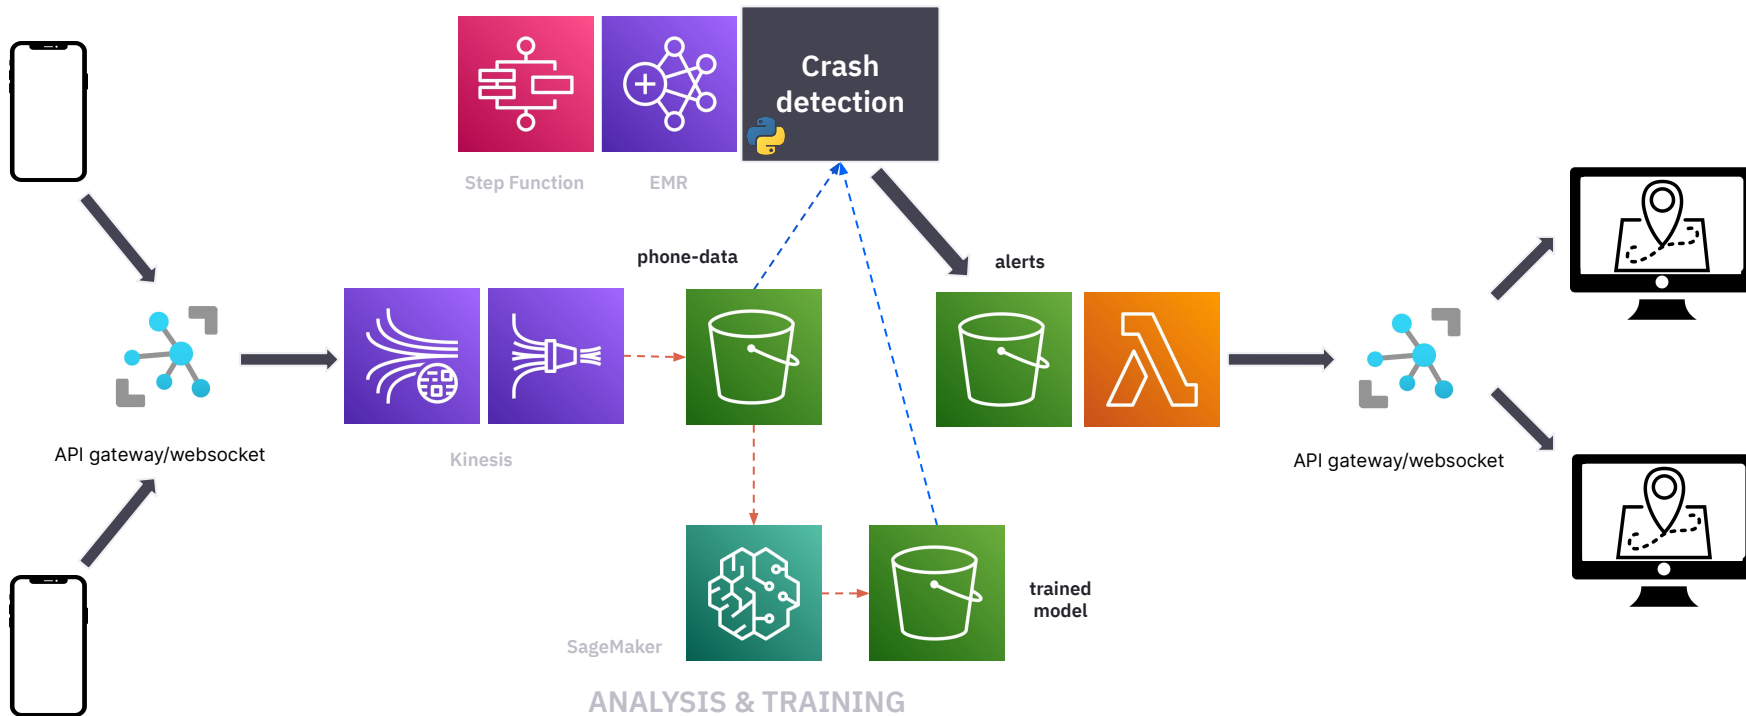 Crash
detection
Step Function
EMR
phone-data
alerts
API gateway/websocket
Kinesis
API gateway/websocket
trained
model
SageMaker
ANALYSIS & TRAINING